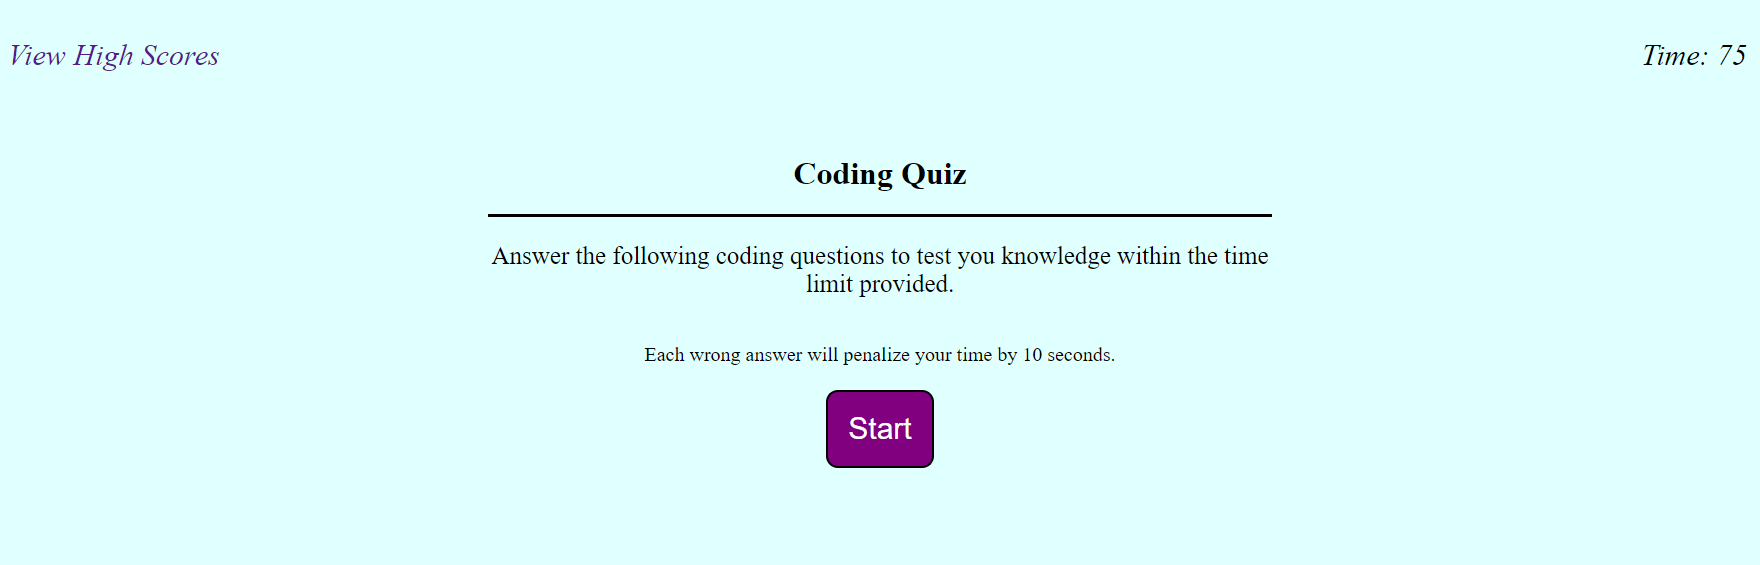 View High Scores
Time: 75
Coding Quiz
Answer the following coding questions to test you knowledge within the time
limit provided.
Each wrong answer will penalize your time by 10 seconds.
Start